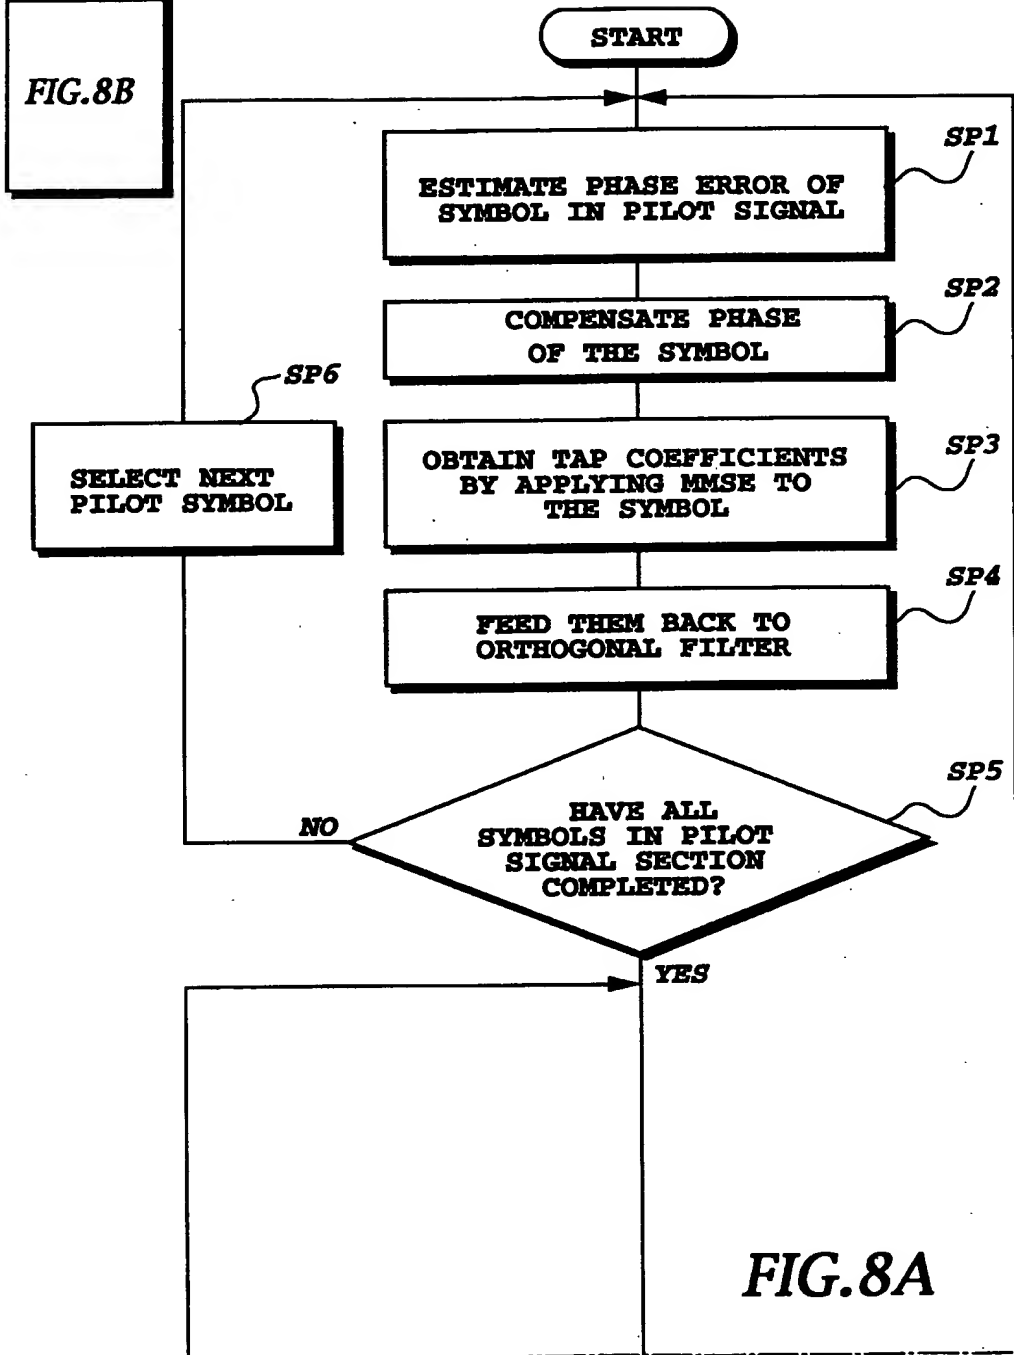 FIG.8B
START
SP1
ESTIMATE PHASE ERROR OF
SYMBOL IN PILOT SIGNAL
SP2
COMPENSATE PHASE
OF THE SYMBOL
SP6
SELECT NEXT
PILOT SYMBOL
SP3
OBTAIN TAP COEFFICIENTS
BY APPLYING MMSE TO
THE SYMBOL
SP4
FEED THEM BACK TO
ORTHOGONAL FILTER
SP5
HAVE ALL
SYMBOLS IN PILOT
SIGNAL SECTION
COMPLETED?
NO
YES
FIG.8A